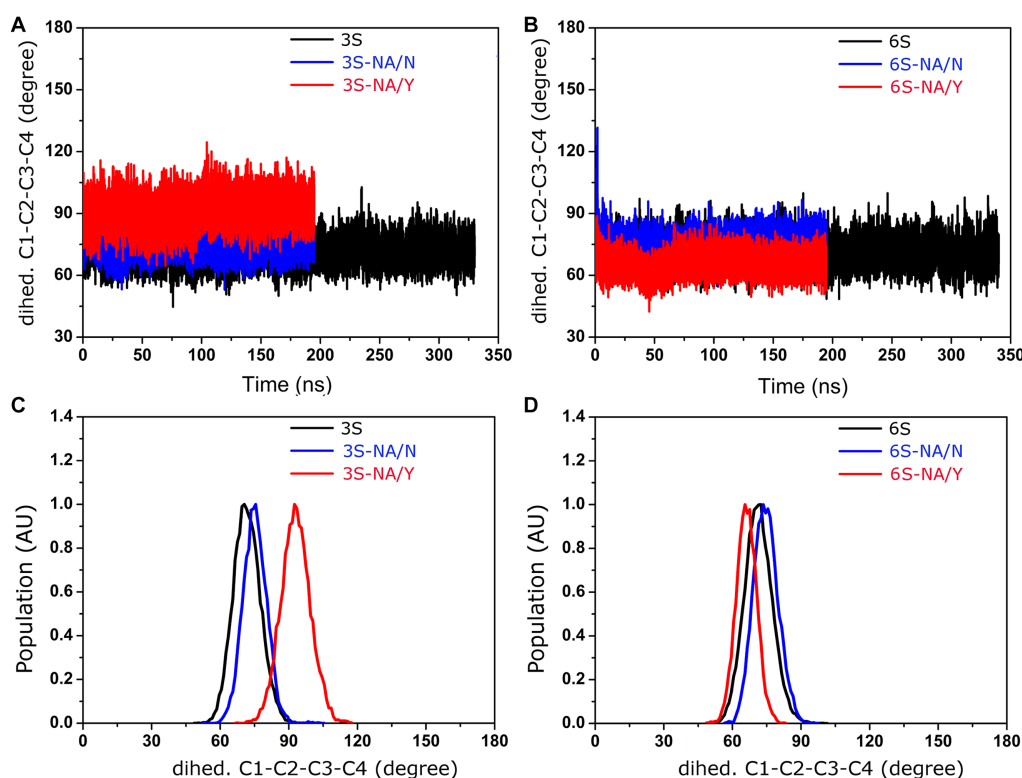 A
180
150
120
90
60
30
dihed. C1-C2-C3-C4 (degree)
3S
3S-NA/N
3S-NA/Y
0 50 100 150 200 250 300 350
Time (ns)
B
180
150
120
90
60
30
dihed. C1-C2-C3-C4 (degree)
6S
6S-NA/N
6S-NA/Y
0 50 100 150 200 250 300 350
Time (ns)
C
1.4
1.2
1.0
0.8
0.6
0.4
0.2
0.0
Population (AU)
3S
3S-NA/N
3S-NA/Y
0 30 60 90 120 150 180
dihed. C1-C2-C3-C4 (degree)
D
1.4
1.2
1.0
0.8
0.6
0.4
0.2
0.0
Population (AU)
6S
6S-NA/N
6S-NA/Y
0 30 60 90 120 150 180
dihed. C1-C2-C3-C4 (degree)